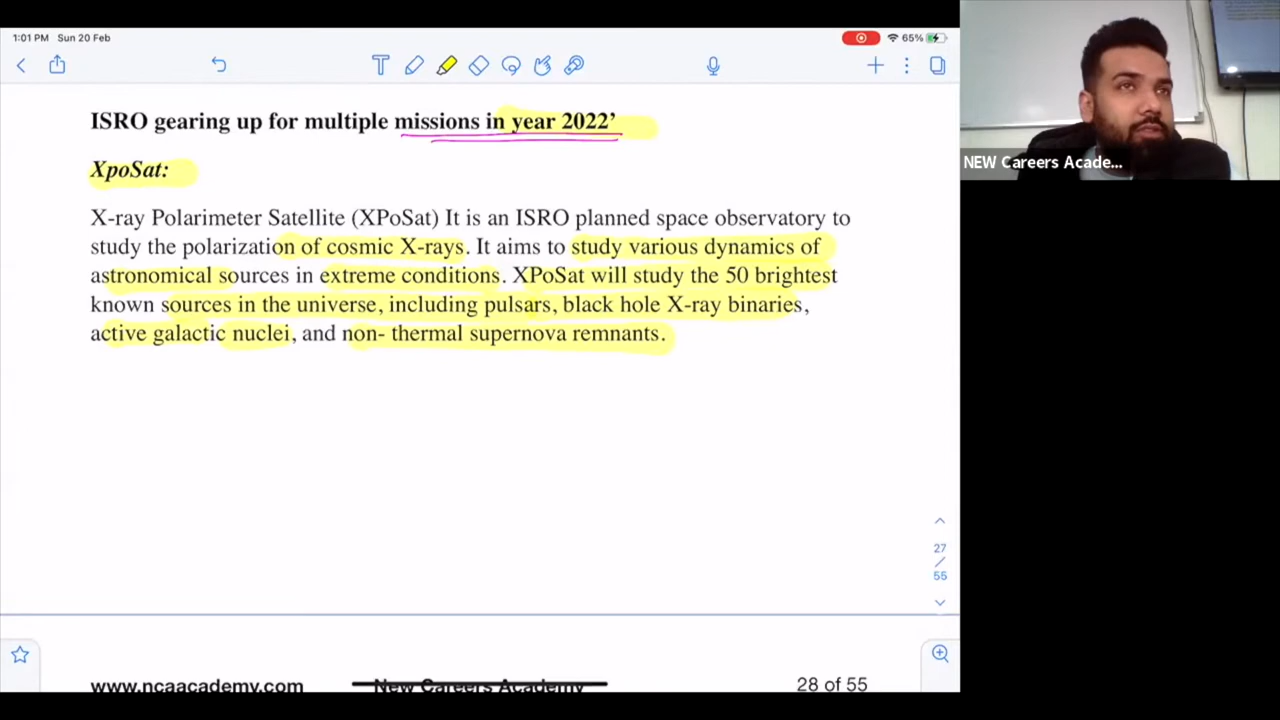 1:01 PM Sun 20 Feb
65%
T
ISRO gearing up for multiple missions in year 2022’
XpoSat:
X-ray Polarimeter Satellite (XPoSat) It is an ISRO planned space observatory to
study the polarization of cosmic X-rays. It aims to study various dynamics of
astronomical sources in extreme conditions. XPoSat will study the 50 brightest
known sources in the universe, including pulsars, black hole X-ray binaries,
active galactic nuclei, and non- thermal supernova remnants.
NEW Careers Acade...
27
/
55
www.ncaacademy.com New Careers Academy 28 of 55